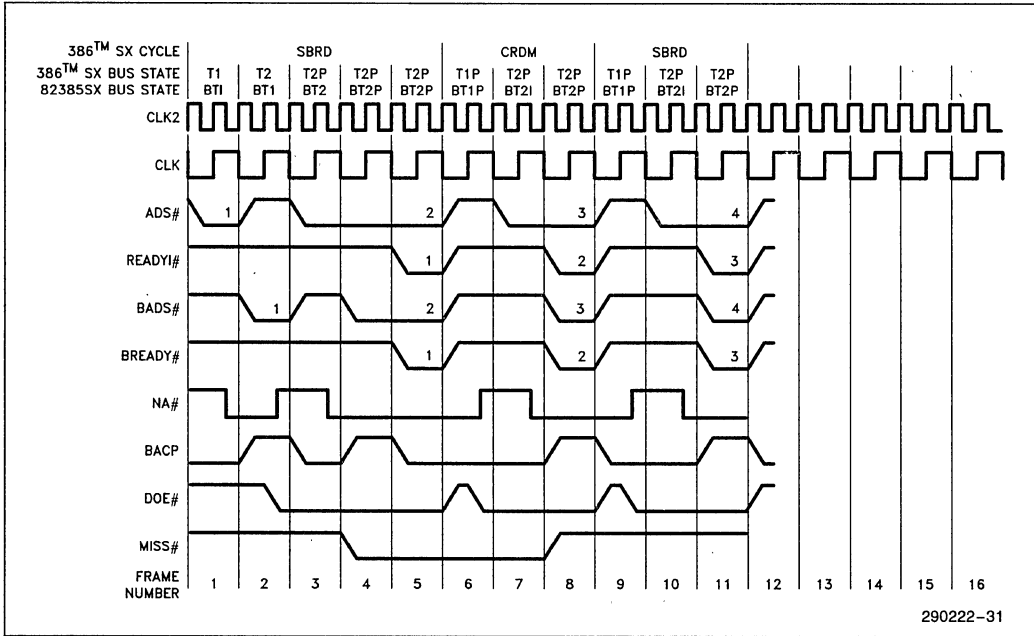 386™ SX CYCLE SBRD CRDM SBRD
386™ SX BUS STATE T1 T2 T2P T2P T2P T1P T2P T2P T1P T2P T2P
82385SX BUS STATE BTI BT1 BT2 BT2P BT2P BT1P BT2I BT2P BT1P BT2I BT2P
CLK2
CLK
ADS# 1 2 3 4
READYI# 1 2 3
BADS# 1 2 3 4
BREADY# 1 2 3
NA#
BACP
DOE#
MISS#
FRAME
NUMBER 1 2 3 4 5 6 7 8 9 10 11 12 13 14 15 16
290222-31